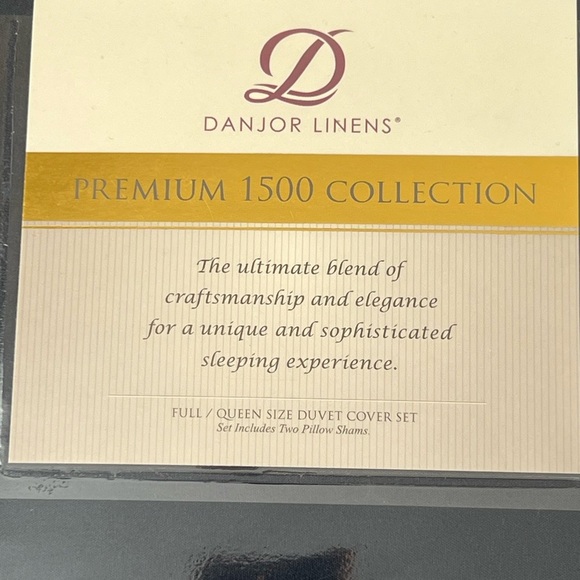 D
DANJOR LINENS®
PREMIUM 1500 COLLECTION
The ultimate blend of
craftsmanship and elegance
for a unique and sophisticated
sleeping experience.
FULL / QUEEN SIZE DUVET COVER SET
Set Includes Two Pillow Shams.